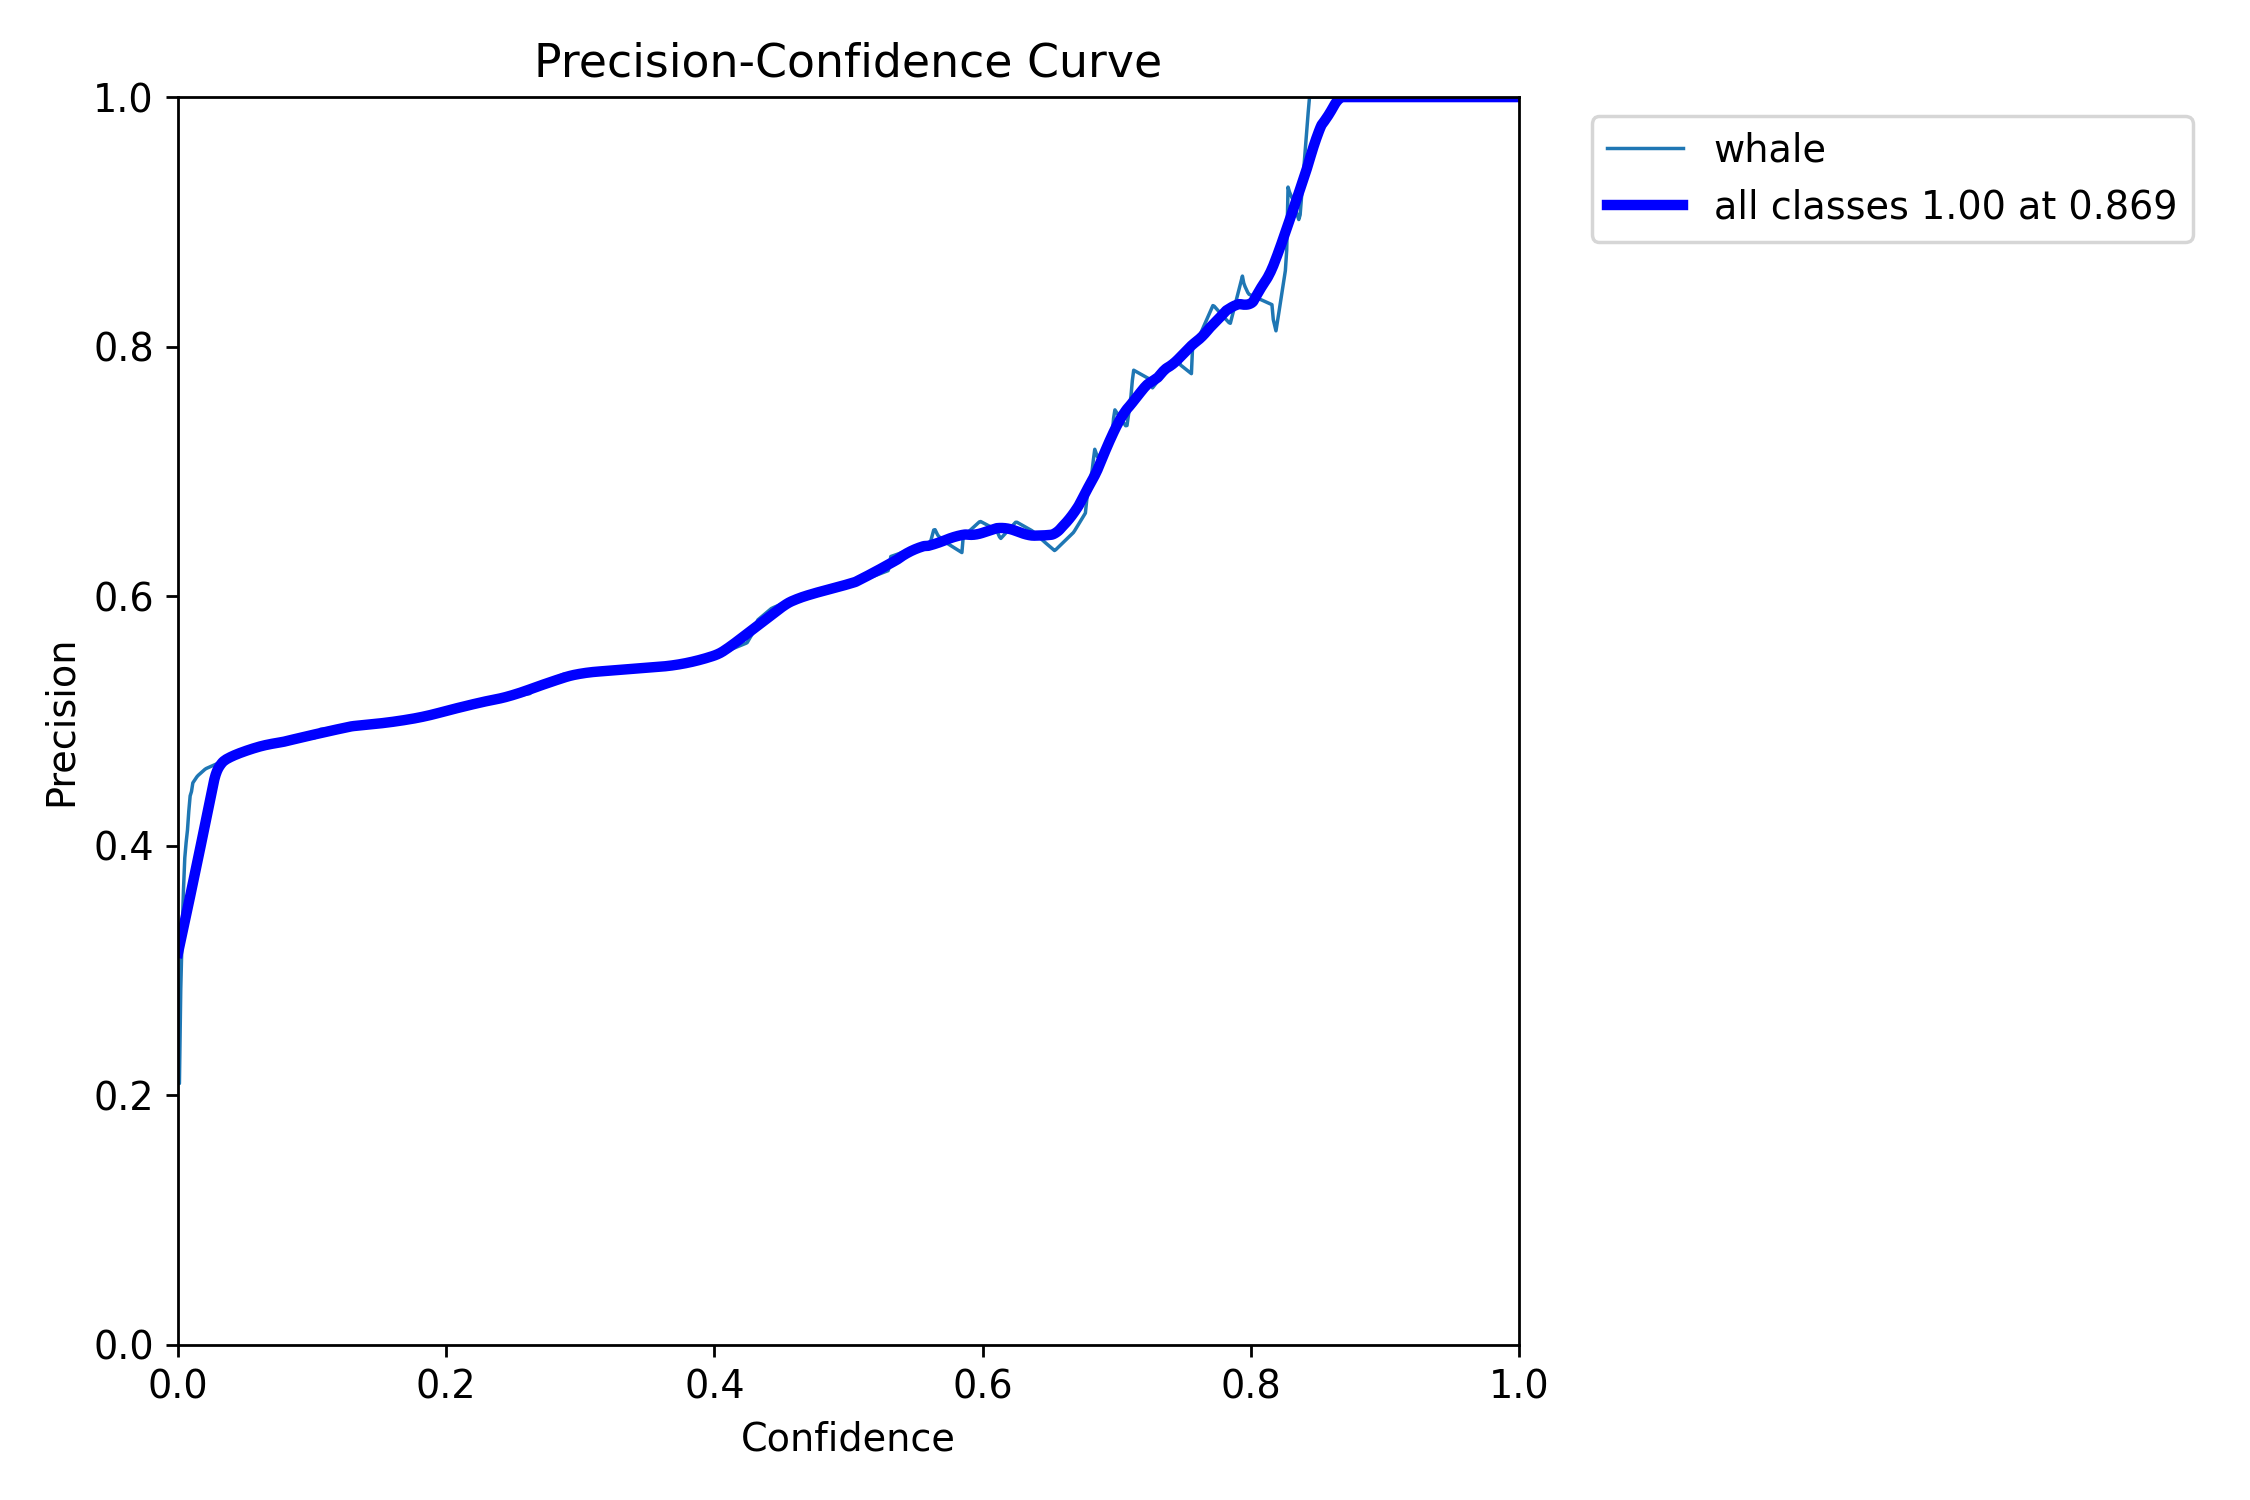 Precision-Confidence Curve
1.0
0.8
0.6
0.4
0.2
0.0
Precision
0.0 0.2 0.4 0.6 0.8 1.0
Confidence
whale
all classes 1.00 at 0.869